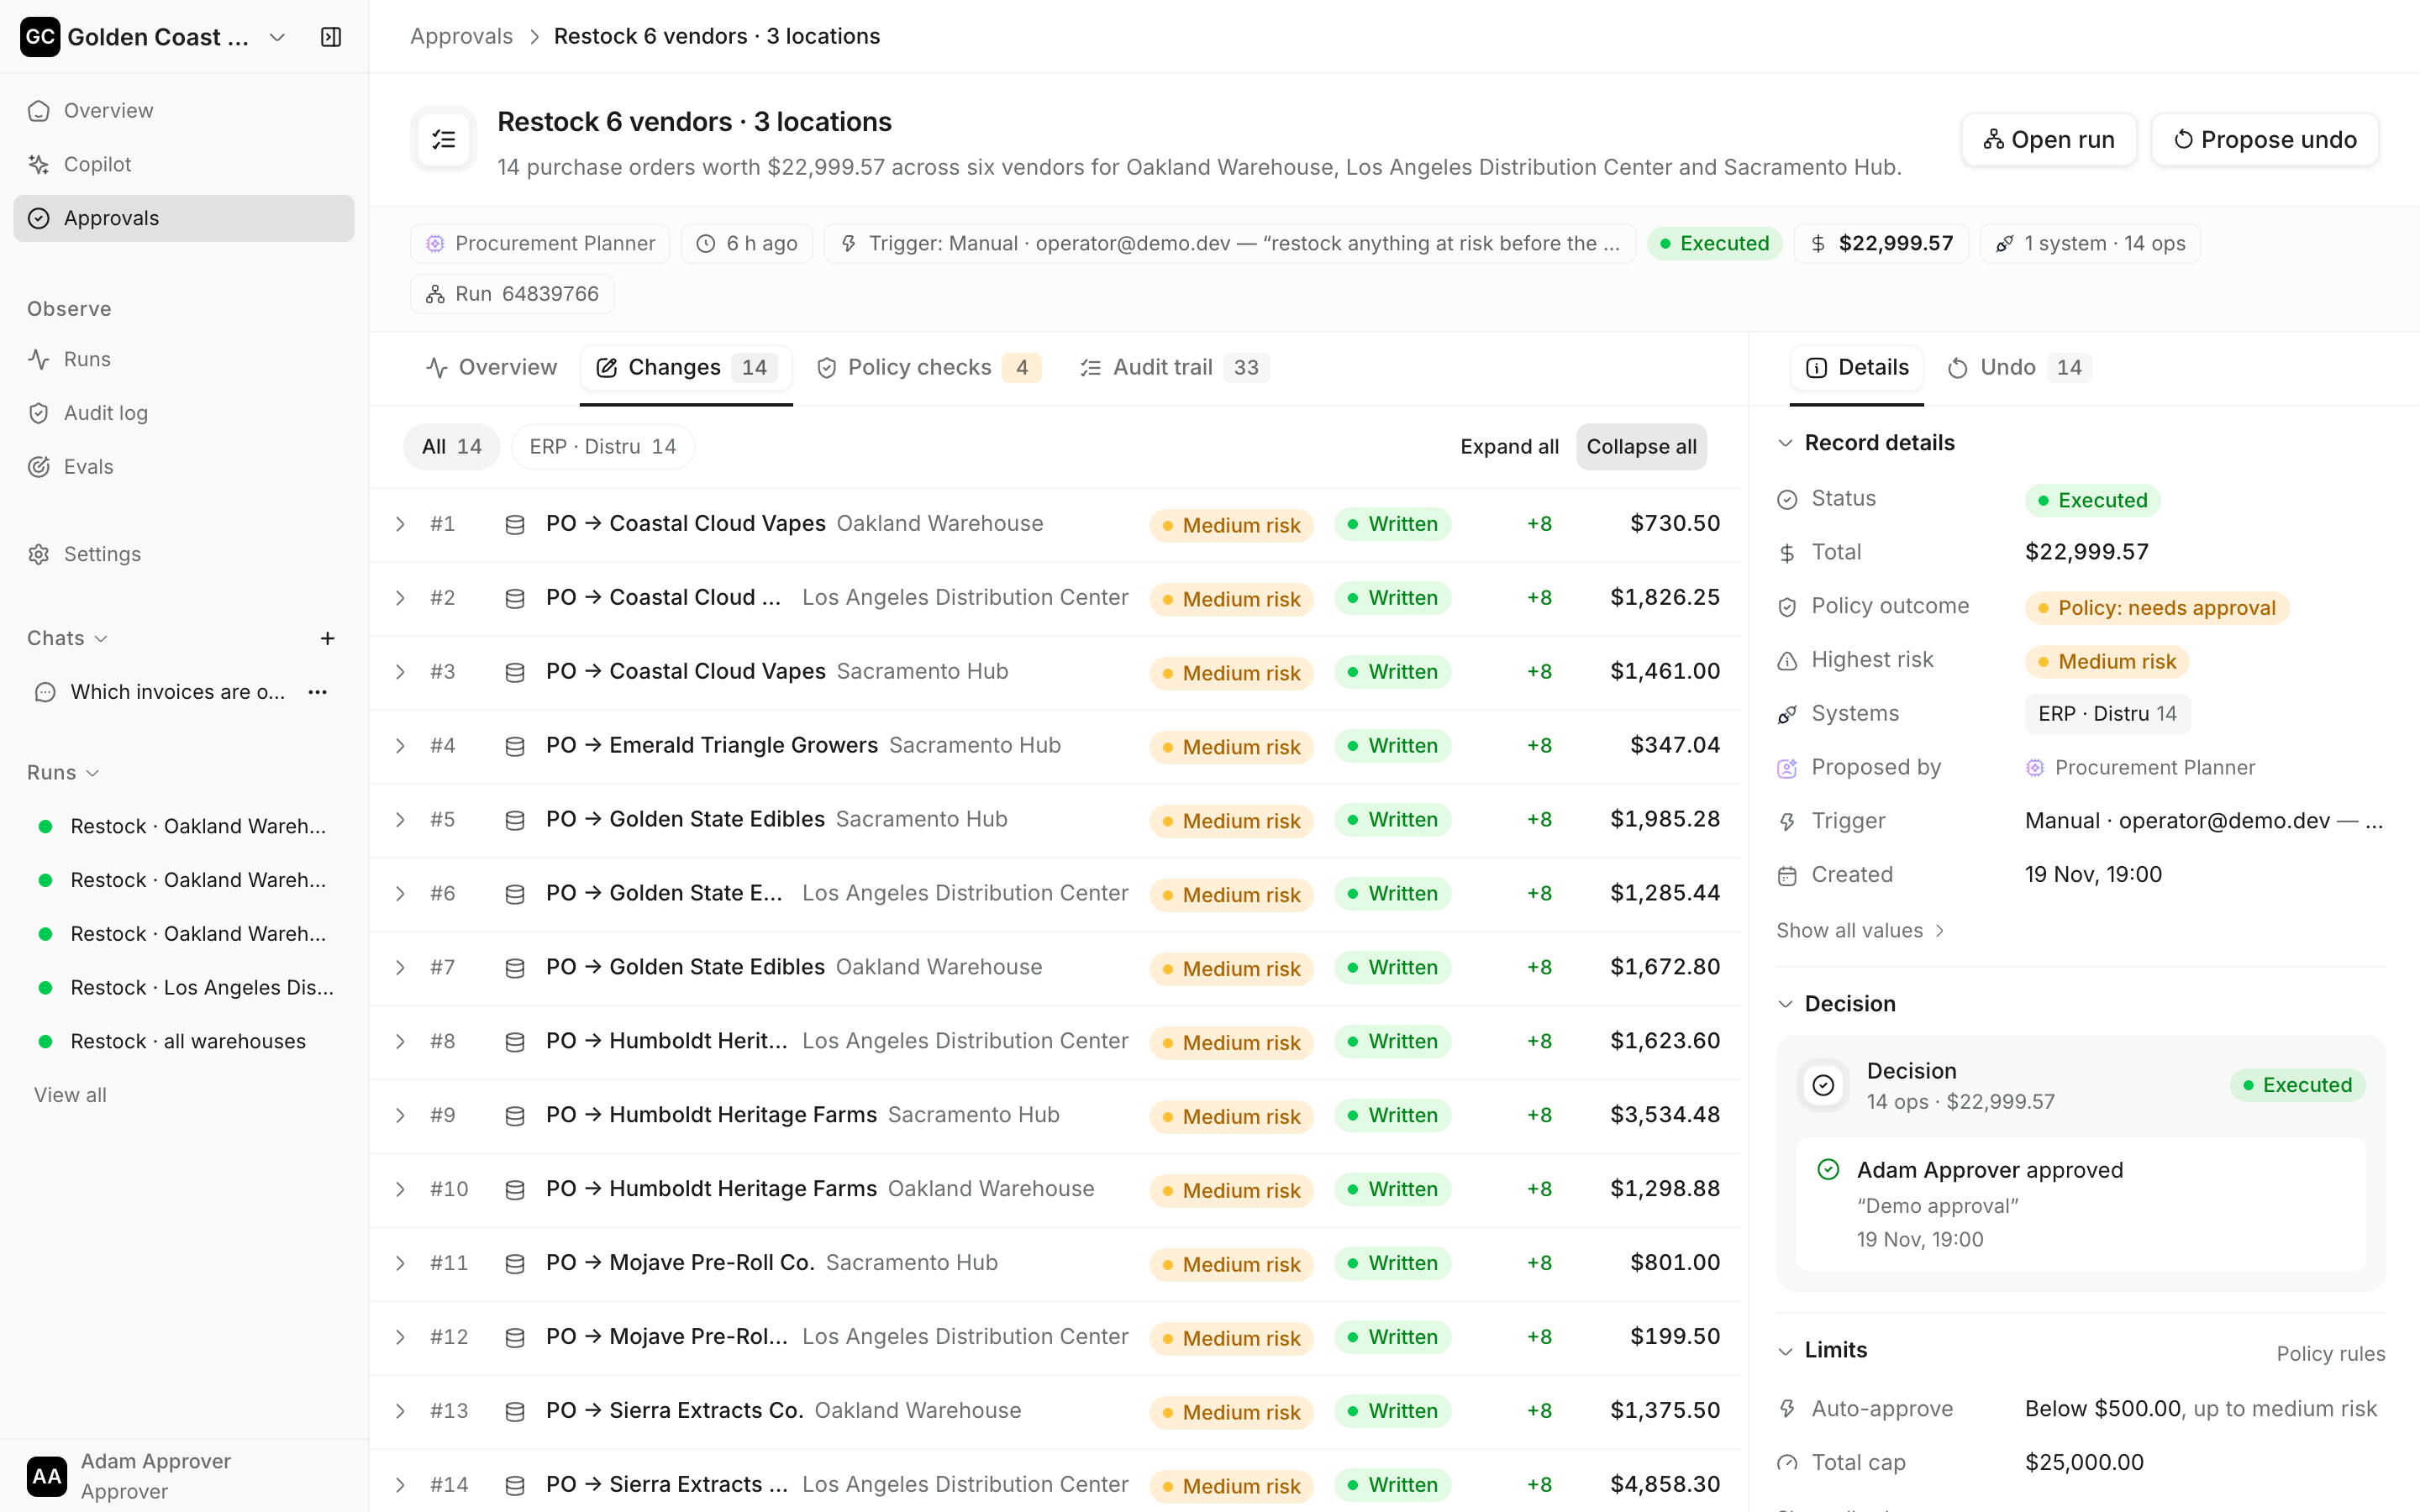 GC Golden Coast ...
Overview
Copilot
Approvals
Observe
Runs
Audit log
Evals
Settings
Chats
Which invoices are o...
Runs
Restock · Oakland Wareh...
Restock · Oakland Wareh...
Restock · Oakland Wareh...
Restock · Los Angeles Dis...
Restock · all warehouses
View all
AA Adam Approver
Approver
Approvals > Restock 6 vendors · 3 locations
Restock 6 vendors · 3 locations
14 purchase orders worth $22,999.57 across six vendors for Oakland Warehouse, Los Angeles Distribution Center and Sacramento Hub.
Open run
Propose undo
Procurement Planner 6 h ago Trigger: Manual · operator@demo.dev — “restock anything at risk before the ... Executed $22,999.57 1 system · 14 ops
Run 64839766
Overview Changes 14 Policy checks 4 Audit trail 33
All 14 ERP · Distru 14 Expand all Collapse all
#1 PO → Coastal Cloud Vapes Oakland Warehouse Medium risk Written +8 $730.50
#2 PO → Coastal Cloud ... Los Angeles Distribution Center Medium risk Written +8 $1,826.25
#3 PO → Coastal Cloud Vapes Sacramento Hub Medium risk Written +8 $1,461.00
#4 PO → Emerald Triangle Growers Sacramento Hub Medium risk Written +8 $347.04
#5 PO → Golden State Edibles Sacramento Hub Medium risk Written +8 $1,985.28
#6 PO → Golden State E... Los Angeles Distribution Center Medium risk Written +8 $1,285.44
#7 PO → Golden State Edibles Oakland Warehouse Medium risk Written +8 $1,672.80
#8 PO → Humboldt Herit... Los Angeles Distribution Center Medium risk Written +8 $1,623.60
#9 PO → Humboldt Heritage Farms Sacramento Hub Medium risk Written +8 $3,534.48
#10 PO → Humboldt Heritage Farms Oakland Warehouse Medium risk Written +8 $1,298.88
#11 PO → Mojave Pre-Roll Co. Sacramento Hub Medium risk Written +8 $801.00
#12 PO → Mojave Pre-Rol... Los Angeles Distribution Center Medium risk Written +8 $199.50
#13 PO → Sierra Extracts Co. Oakland Warehouse Medium risk Written +8 $1,375.50
#14 PO → Sierra Extracts ... Los Angeles Distribution Center Medium risk Written +8 $4,858.30
Details Undo 14
Record details
Status Executed
Total $22,999.57
Policy outcome Policy: needs approval
Highest risk Medium risk
Systems ERP · Distru 14
Proposed by Procurement Planner
Trigger Manual · operator@demo.dev — ...
Created 19 Nov, 19:00
Show all values
Decision
Decision
14 ops · $22,999.57
Executed
Adam Approver approved
“Demo approval”
19 Nov, 19:00
Limits Policy rules
Auto-approve Below $500.00, up to medium risk
Total cap $25,000.00